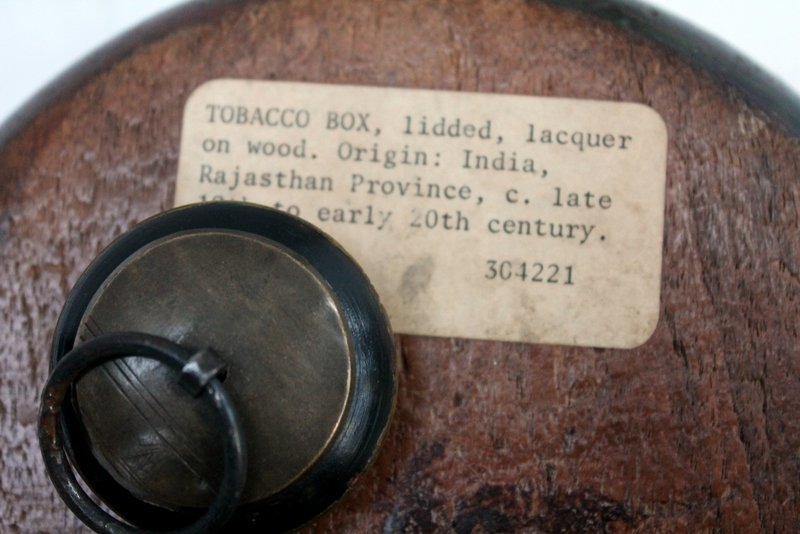 TOBACCO BOX, lidded, lacquer
on wood. Origin: India,
Rajasthan Province, c. late
to early 20th century.
304221